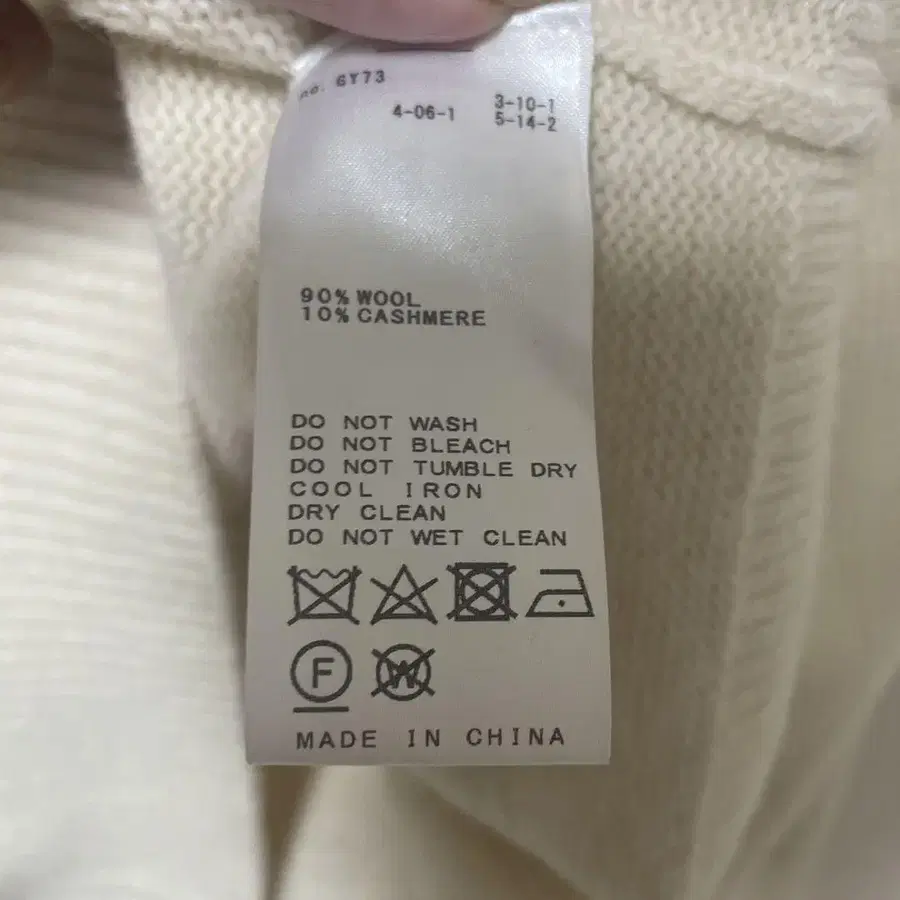 no. 6Y73
4-06-1 3-10-1
5-14-2
90% WOOL
10% CASHMERE
DO NOT WASH
DO NOT BLEACH
DO NOT TUMBLE DRY
COOL IRON
DRY CLEAN
DO NOT WET CLEAN
F W
MADE IN CHINA